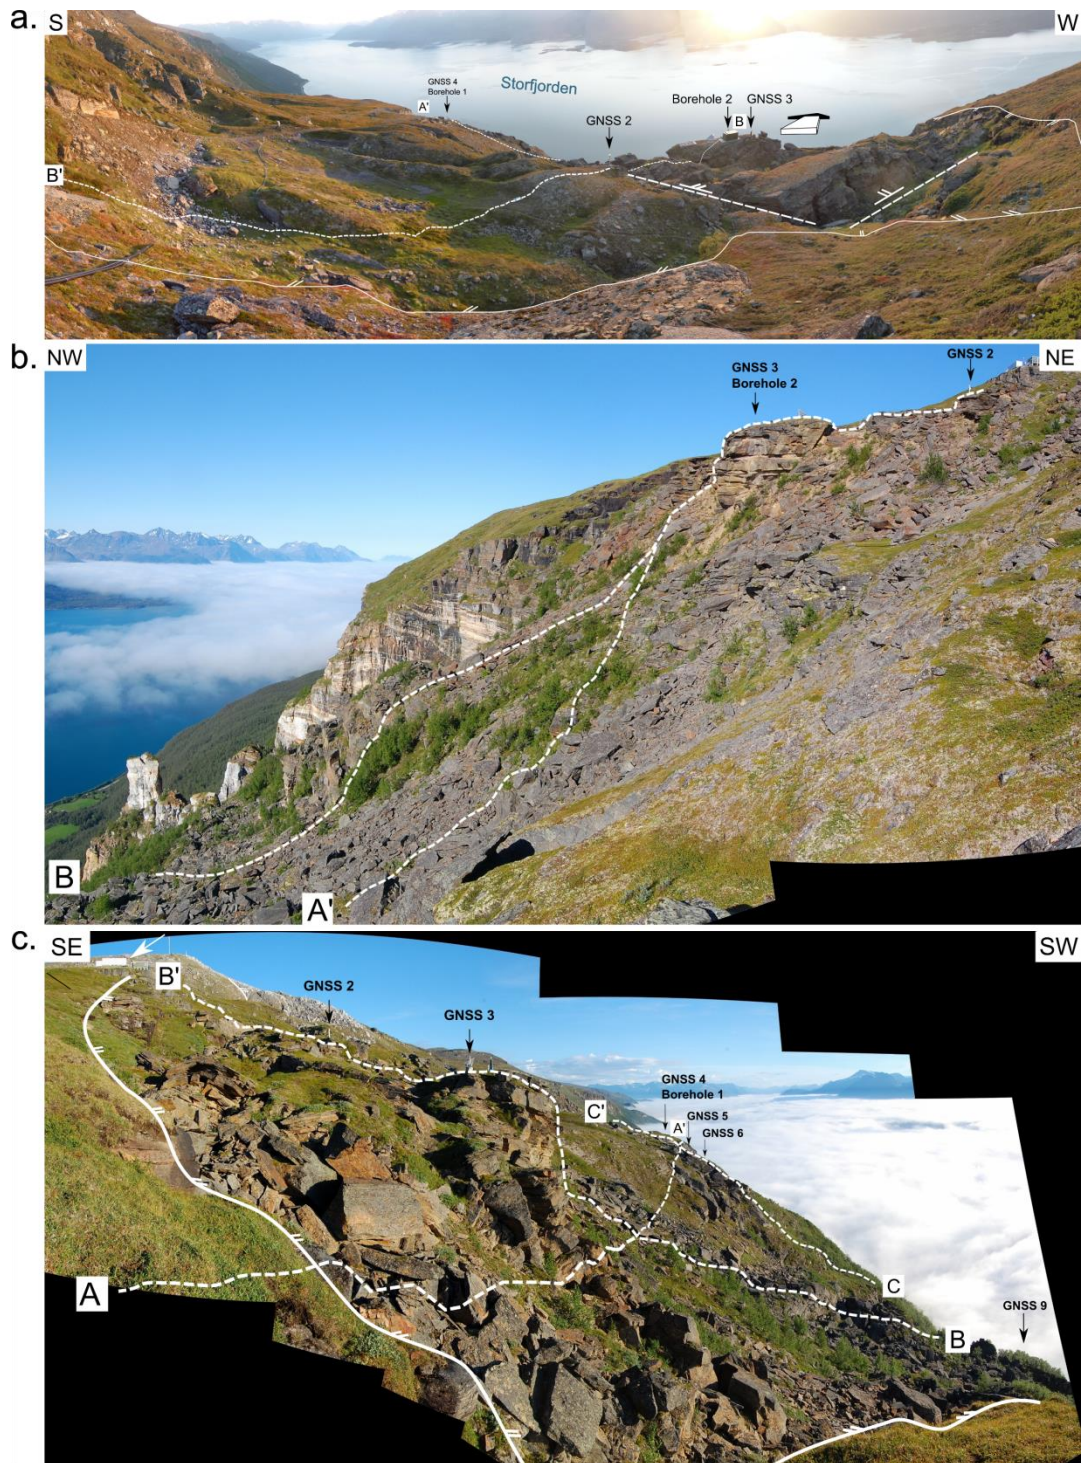 a.
S
W
GNSS 4
Borehole 1
A'
Storfjorden
GNSS 2
Borehole 2
B
GNSS 3
B'
b.
NW
NE
GNSS 3
Borehole 2
GNSS 2
B
A'
c.
SE
SW
B'
GNSS 2
GNSS 3
GNSS 4
Borehole 1
C'
A'
GNSS 5
GNSS 6
A
C
B
GNSS 9